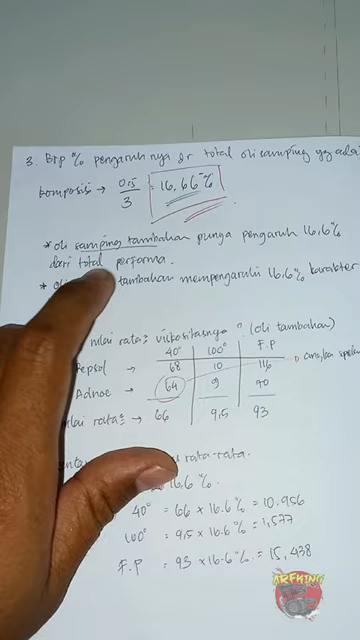 3. Brp % pengaruhnya dr total oli samping yg ada
komposisi → 0.5/3 = 16,66%
* oli samping tambahan punya pengaruh 16,6%
dari total performa.
* tambahan mempengaruhi 16,6% karakter
nilai rata² viskositasnya? (oli tambahan)
40° 100° F.P
Repsol → 68 10 116
Adnoc → 64 9 70
nilai rata² → 66 9,5 93
rata-rata.
16.6%.
40° = 66 × 16.6% = 10.956
100° = 9,5 × 16.6% = 1,577
F.P = 93 × 16.6% = 15,438